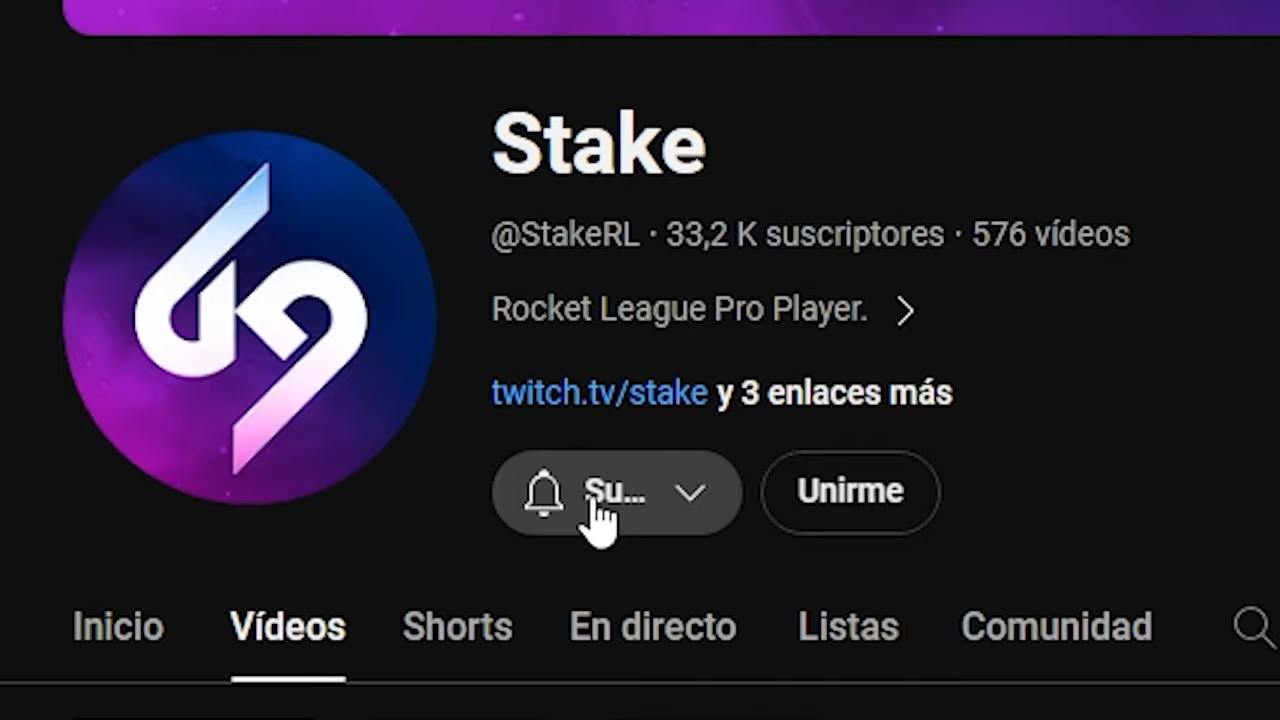 Stake
@StakeRL · 33,2 K suscriptores · 576 vídeos
Rocket League Pro Player.
twitch.tv/stake y 3 enlaces más
Su... Unirme
Inicio Vídeos Shorts En directo Listas Comunidad